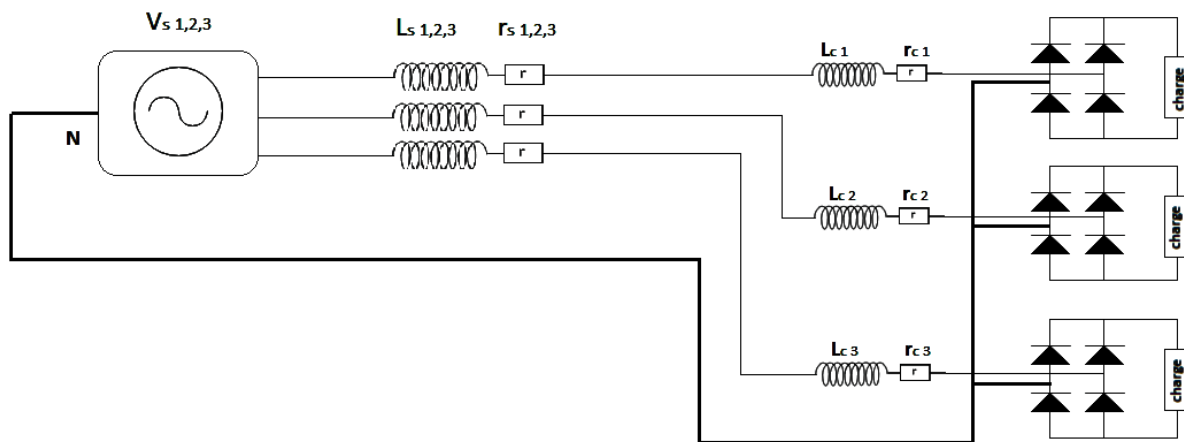 Vs 1,2,3
Ls 1,2,3
rs 1,2,3
r
r
r
N
Lc 1
rc 1
r
charge
Lc 2
rc 2
r
charge
Lc 3
rc 3
r
charge